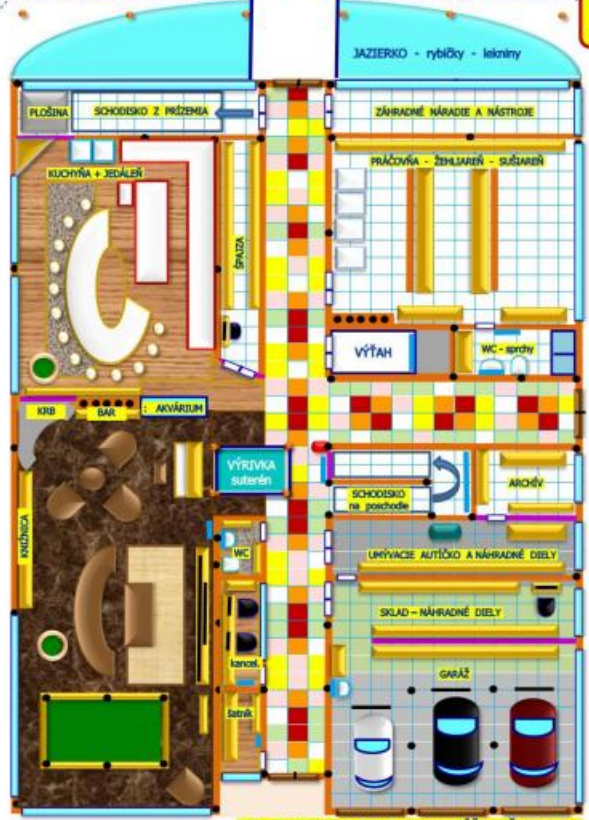 JAZIERKO - rybičky - lekniny
PLOŠINA
SCHODISKO Z PRÍZEMIA
ZÁHRADNÉ NÁRADIE A NÁSTROJE
PRÁČOVŇA - ŽEHLIAREŇ - SUŠIAREŇ
KUCHYŇA + JEDÁLEŇ
ŠPAJZA
VÝŤAH
WC - sprchy
KRB
BAR
: AKVÁRIUM
VÝRIVKA
suterén
SCHODISKO
na poschodie
ARCHÍV
KNIŽNICA
WC
UMÝVACIE AUTÍČKO A NÁHRADNÉ DIELY
SKLAD – NÁHRADNÉ DIELY
kancel.
GARÁŽ
šatník